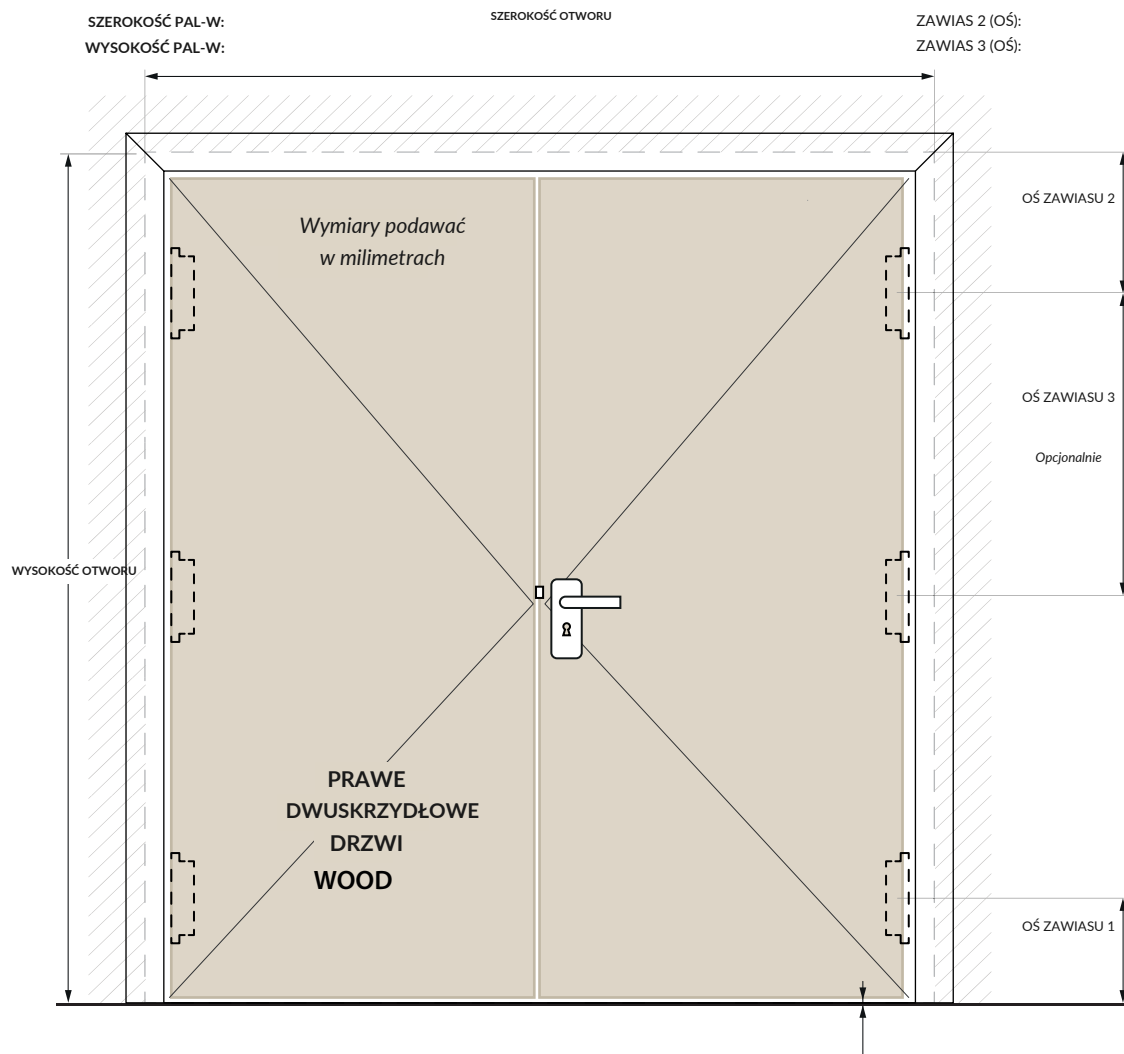 SZEROKOŚĆ PAL-W:
WYSOKOŚĆ PAL-W:
SZEROKOŚĆ OTWORU
ZAWIAS 2 (OŚ):
ZAWIAS 3 (OŚ):
Wymiary podawać
w milimetrach
OŚ ZAWIASU 2
OŚ ZAWIASU 3
Opcjonalnie
WYSOKOŚĆ OTWORU
PRAWE
DWUSKRZYDŁOWE
DRZWI
WOOD
OŚ ZAWIASU 1